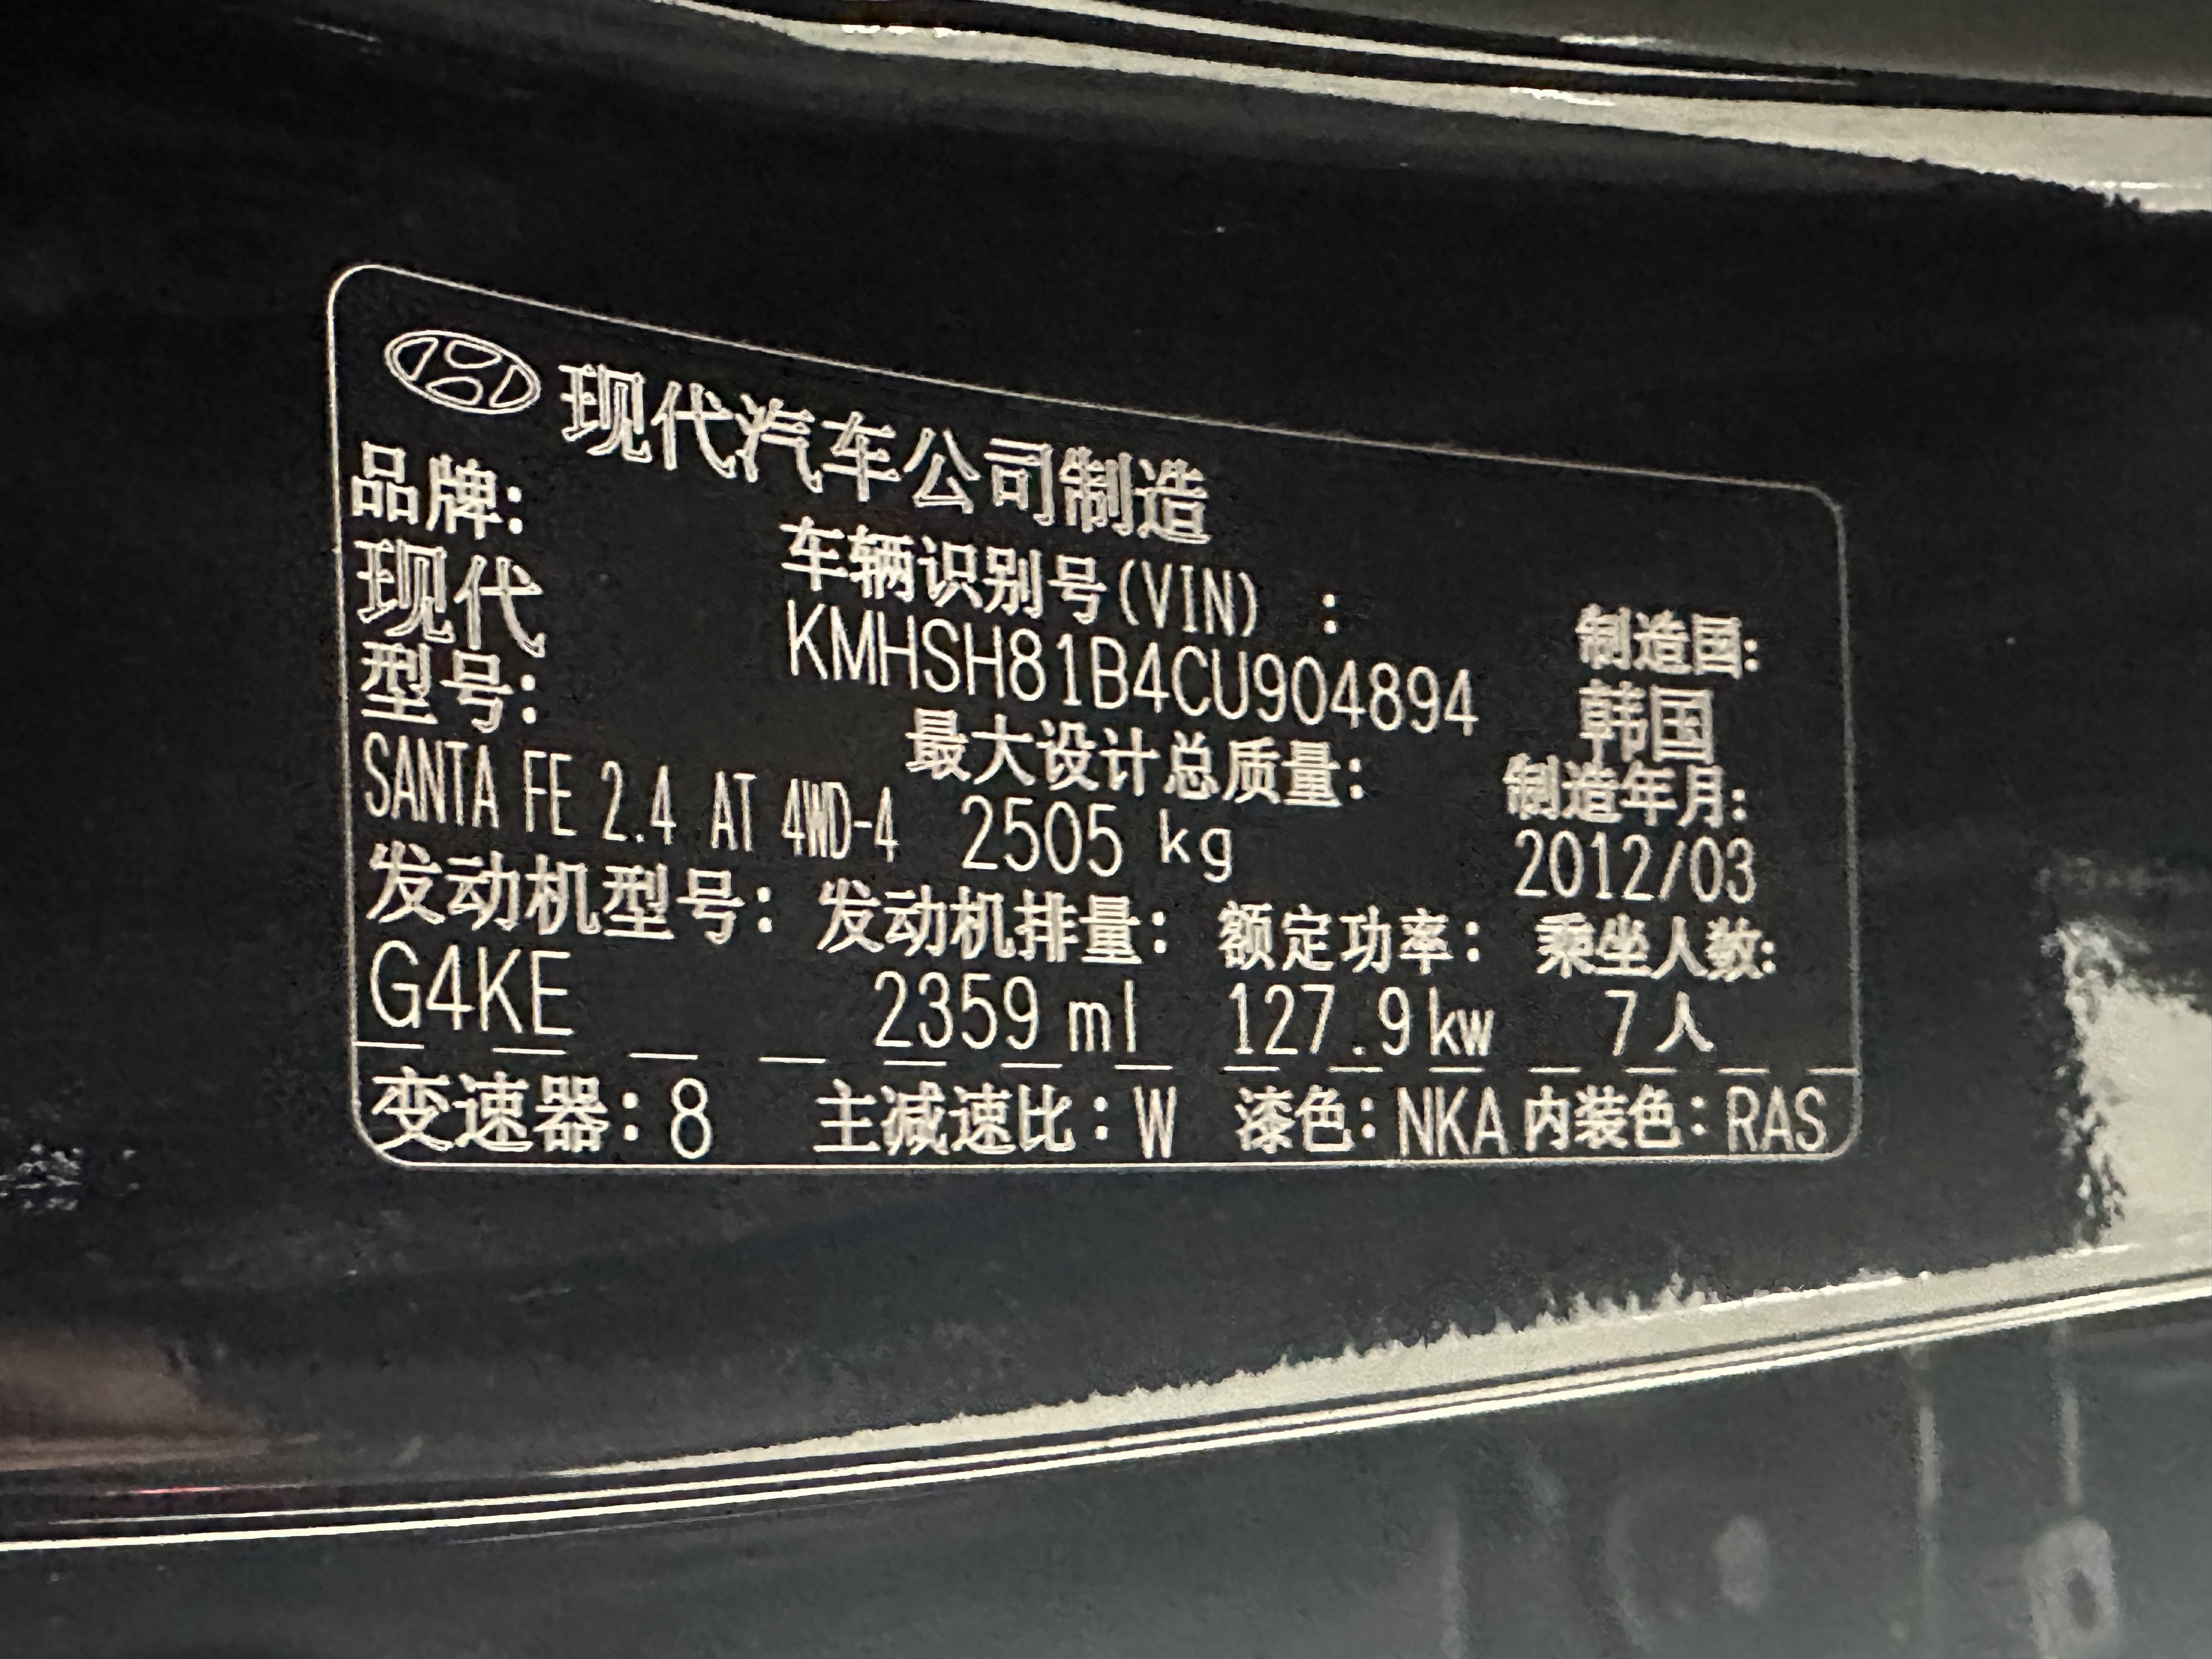 现代汽车公司制造
品牌:
现代
车辆识别号(VIN) :
KMHSH81B4CU904894
制造国:
韩国
型号:
SANTA FE 2.4 AT 4WD-4
最大设计总质量:
2505 kg
制造年月:
2012/03
发动机型号: 发动机排量: 额定功率: 乘坐人数:
G4KE 2359 ml 127.9kw 7人
变速器:8 主减速比:W 漆色:NKA 内装色:RAS